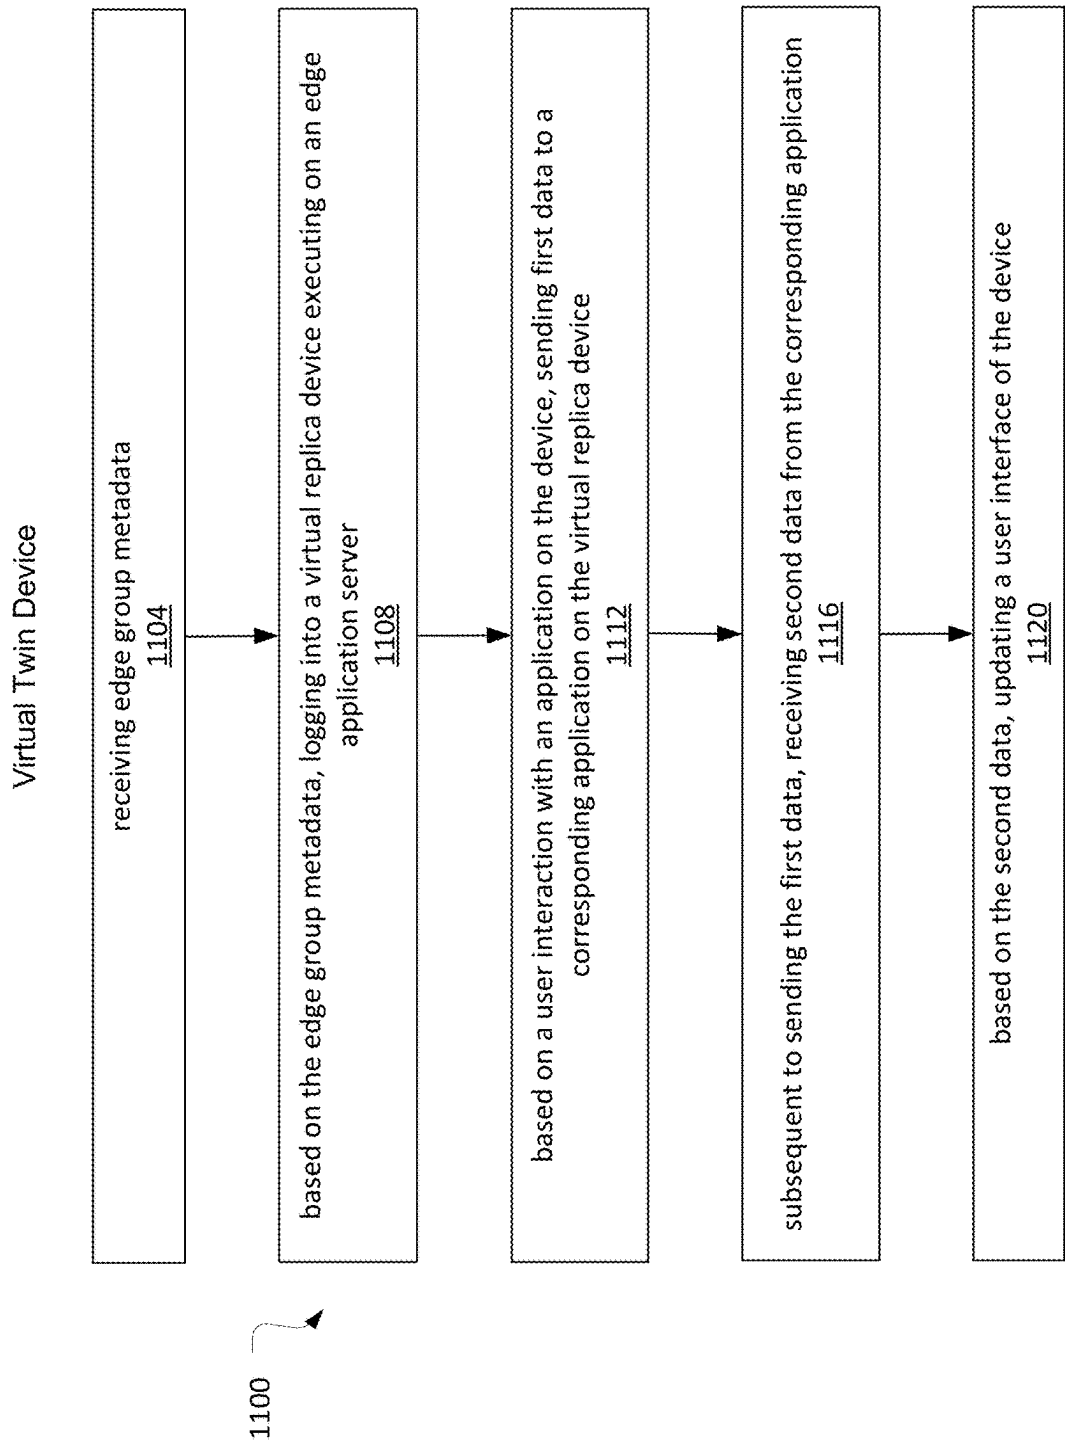 Virtual Twin Device
receiving edge group metadata
1104
based on the edge group metadata, logging into a virtual replica device executing on an edge
application server
1108
based on a user interaction with an application on the device, sending first data to a
corresponding application on the virtual replica device
1112
subsequent to sending the first data, receiving second data from the corresponding application
1116
based on the second data, updating a user interface of the device
1120
1100